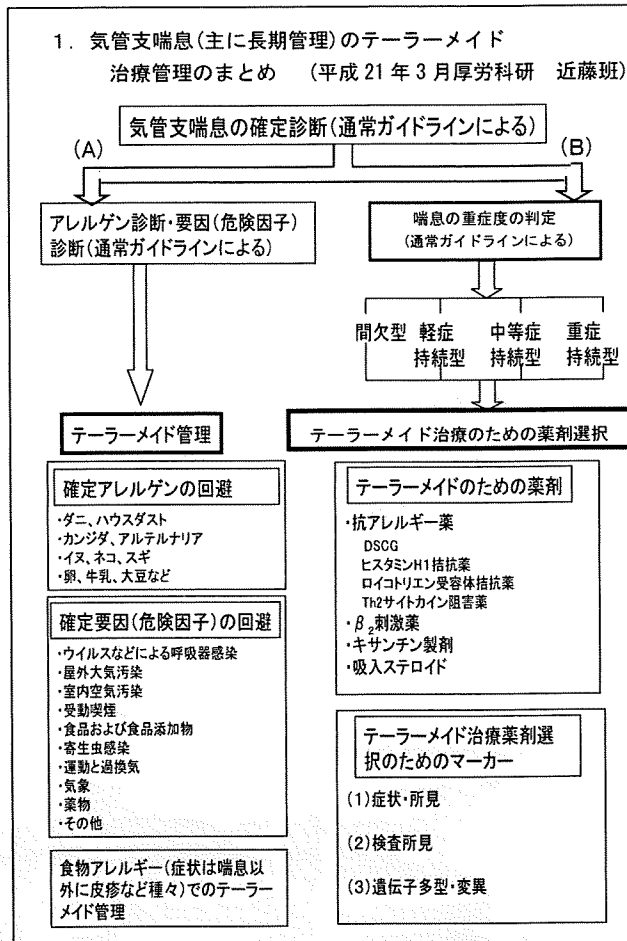 1. 気管支喘息(主に長期管理)のテーラーメイド
治療管理のまとめ (平成21年3月厚労科研 近藤班)
気管支喘息の確定診断(通常ガイドラインによる)
(A)
(B)
アレルゲン診断・要因(危険因子)
診断(通常ガイドラインによる)
喘息の重症度の判定
(通常ガイドラインによる)
間欠型 軽症 中等症 重症
持続型 持続型 持続型
テーラーメイド管理
テーラーメイド治療のための薬剤選択
確定アレルゲンの回避
・ダニ、ハウスダスト
・カンジダ、アルテルナリア
・イヌ、ネコ、スギ
・卵、牛乳、大豆など
確定要因(危険因子)の回避
・ウイルスなどによる呼吸器感染
・屋外大気汚染
・室内空気汚染
・受動喫煙
・食品および食品添加物
・寄生虫感染
・運動と過換気
・気象
・薬物
・その他
食物アレルギー(症状は喘息以
外に皮疹など種々)でのテーラー
メイド管理
テーラーメイドのための薬剤
・抗アレルギー薬
DSCG
ヒスタミンH1拮抗薬
ロイコトリエン受容体拮抗薬
Th2サイトカイン阻害薬
・β₂刺激薬
・キサンチン製剤
・吸入ステロイド
テーラーメイド治療薬剤選
択のためのマーカー
(1)症状・所見
(2)検査所見
(3)遺伝子多型・変異